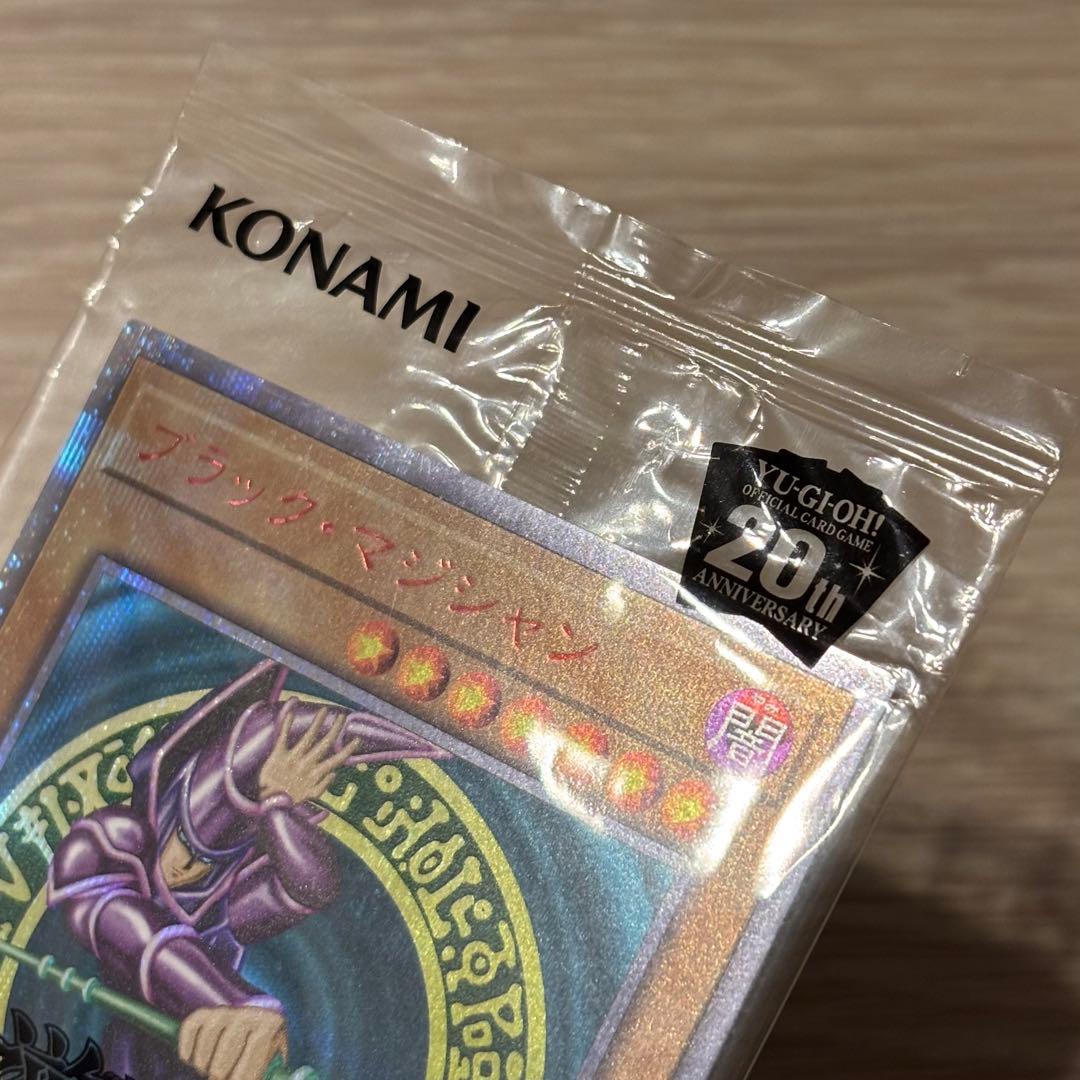 KONAMI
YU-GI-OH!
OFFICIAL CARD GAME
20th
ANNIVERSARY
ブラック・マジシャン
闇